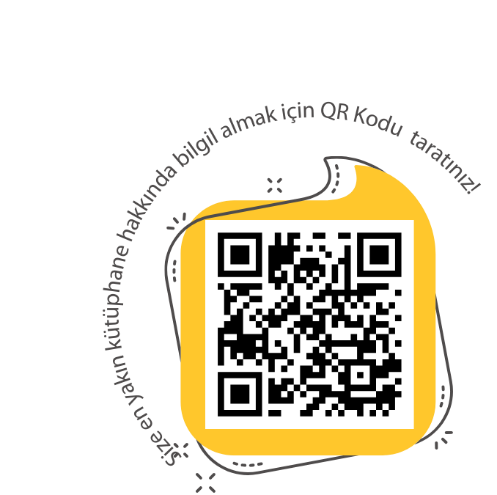 Size en yakın kütüphane hakkında bilgil almak için QR Kodu taratınız!